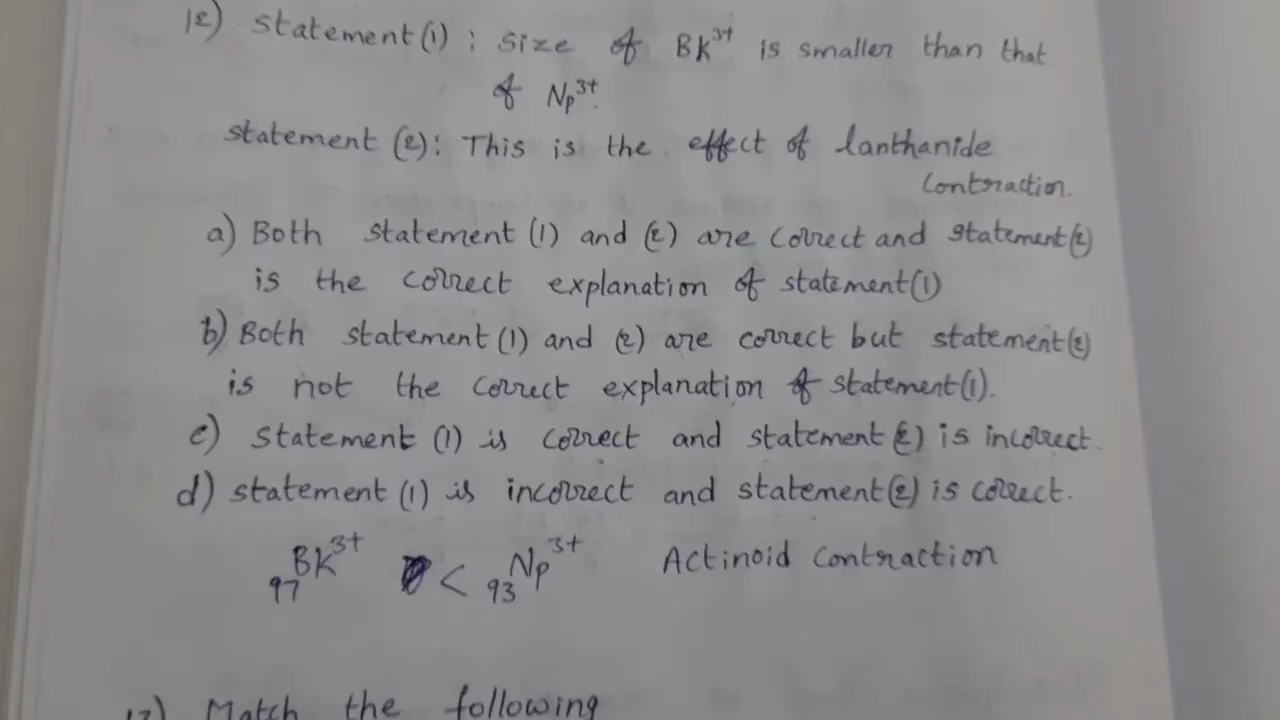 12) Statement(1) : Size of Bk³⁺ is smaller than that
of Np³⁺.
Statement (2): This is the effect of lanthanide
contraction.
a) Both statement (1) and (2) are correct and statement(2)
is the correct explanation of statement(1)
b) Both statement (1) and (2) are correct but statement(2)
is not the correct explanation of statement(1).
c) statement (1) is correct and statement (2) is incorrect.
d) statement (1) is incorrect and statement(2) is correct.
₉₇Bk³⁺ < ₉₃Np³⁺ Actinoid contraction
Match the following